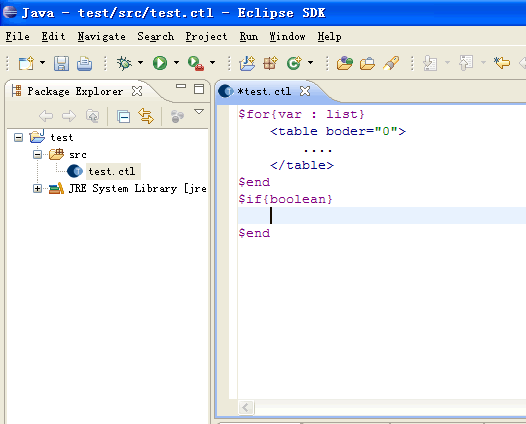 Java - test/src/test.ctl - Eclipse SDK
File Edit Navigate Search Project Run Window Help
Package Explorer
test
src
test.ctl
JRE System Library [jre
*test.ctl
$for{var : list}
<table boder="0">
....
</table>
$end
$if{boolean}
$end